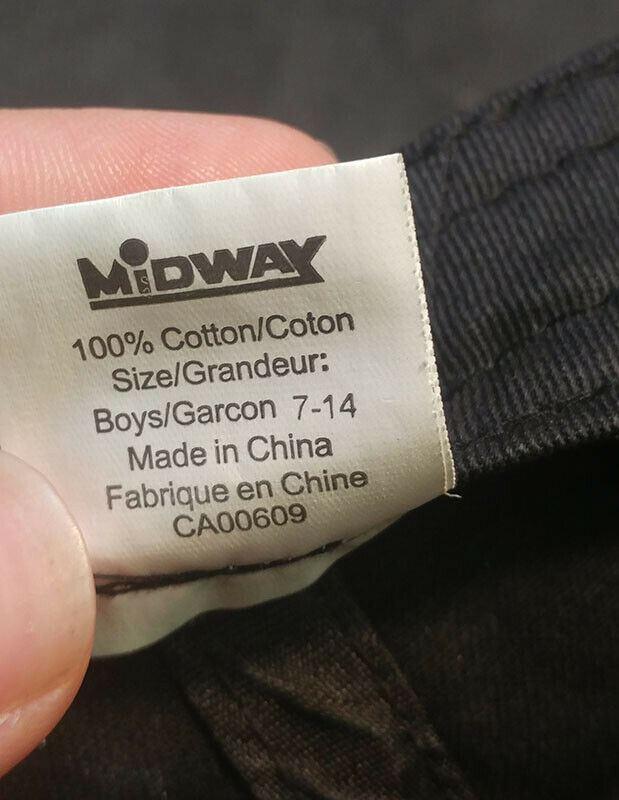 MiDWAY
100% Cotton/Coton
Size/Grandeur:
Boys/Garcon 7-14
Made in China
Fabrique en Chine
CA00609